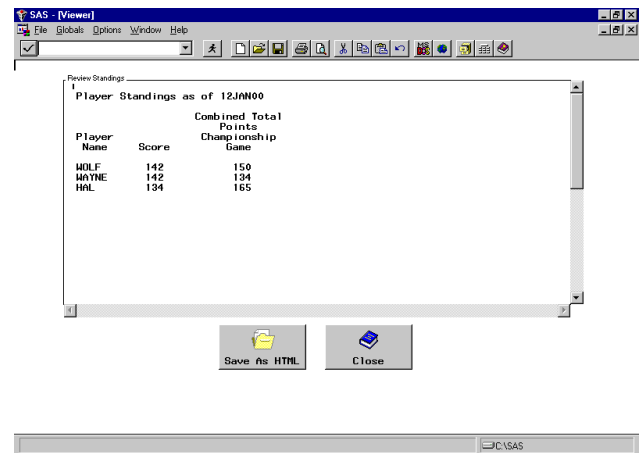 SAS - [Viewer]
File Globals Options Window Help
Review Standings
Player Standings as of 12JAN00
Combined Total
Points
Player Championship
Name Score Game
WOLF 142 150
WAYNE 142 134
HAL 134 165
Save As HTML Close
C:\SAS